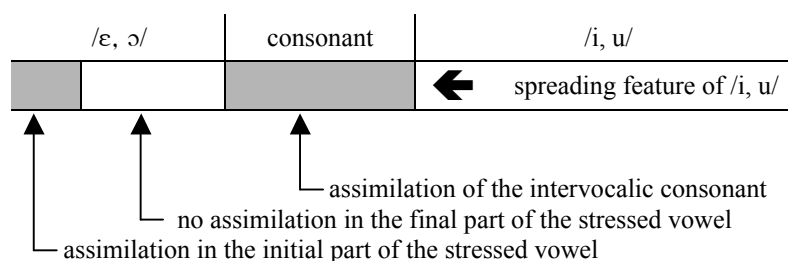 /ɛ, ɔ/ consonant /i, u/
spreading feature of /i, u/
assimilation of the intervocalic consonant
no assimilation in the final part of the stressed vowel
assimilation in the initial part of the stressed vowel